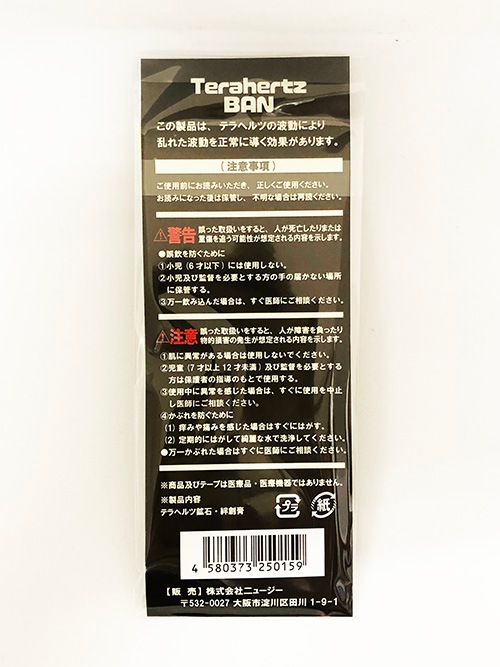 Terahertz
BAN
この製品は、テラヘルツの波動により
乱れた波動を正常に導く効果があります。
(注意事項)
ご使用前にお読みいただき、正しくご使用ください。
お読みになった後は保管し、不明な場合は再読ください。
⚠警告 誤った取扱いをすると、人が死亡したりまたは
重傷を追う可能性が想定される内容を示します。
●誤飲を防ぐために
①小児(6才以下)には使用しない。
②小児及び監督を必要とする方の手の届かない場所
に保管する。
③万一飲み込んだ場合は、すぐ医師にご相談ください。
⚠注意 誤った取扱いをすると、人が障害を負ったり
物的損害の発生が想定される内容を示します。
①肌に異常がある場合は使用しないでください。
②児童(7才以上12才未満)及び監督を必要とする
方は保護者の指導のもとで使用する。
③使用中に異常を感じた場合は、すぐに使用を中止
し医師にご相談ください。
④かぶれを防ぐために
(1) 痒みや痛みを感じた場合はすぐにはがす。
(2) 定期的にはがして綺麗な水で洗浄してください。
●万一かぶれた場合はすぐに医師にご相談ください。
※商品及びテープは医療品・医療機器ではありません。
※製品内容
テラヘルツ鉱石・絆創膏
プラ 紙
4 580373 250159
【販 売】株式会社ニュージー
〒532-0027 大阪市淀川区田川 1-9-1